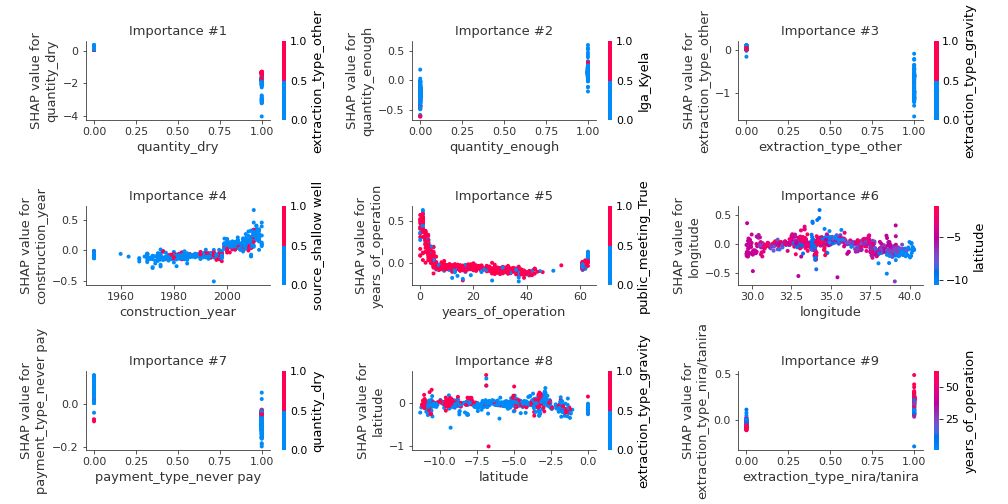 Importance #1
SHAP value for
quantity_dry
0
−2
−4
0.00
0.25
0.50
0.75
1.00
quantity_dry
1.0
0.5
0.0
extraction_type_other
Importance #2
SHAP value for
quantity_enough
0.5
0.0
−0.5
0.00
0.25
0.50
0.75
1.00
quantity_enough
1.0
0.5
0.0
lga_Kyela
Importance #3
SHAP value for
extraction_type_other
0
−1
0.00
0.25
0.50
0.75
1.00
extraction_type_other
1.0
0.5
0.0
extraction_type_gravity
Importance #4
SHAP value for
construction_year
0.5
0.0
−0.5
1960
1980
2000
construction_year
1.0
0.5
0.0
source_shallow well
Importance #5
SHAP value for
years_of_operation
0.5
0.0
0
20
40
60
years_of_operation
1.0
0.5
0.0
public_meeting_True
Importance #6
SHAP value for
longitude
0.5
0.0
−0.5
30.0
32.5
35.0
37.5
40.0
longitude
−5
−10
latitude
Importance #7
SHAP value for
payment_type_never pay
0.0
−0.2
0.00
0.25
0.50
0.75
1.00
payment_type_never pay
1.0
0.5
0.0
quantity_dry
Importance #8
SHAP value for
latitude
0
−1
−10.0
−7.5
−5.0
−2.5
0.0
latitude
1.0
0.5
0.0
extraction_type_gravity
Importance #9
SHAP value for
extraction_type_nira/tanira
0.5
0.0
0.00
0.25
0.50
0.75
1.00
extraction_type_nira/tanira
50
25
years_of_operation